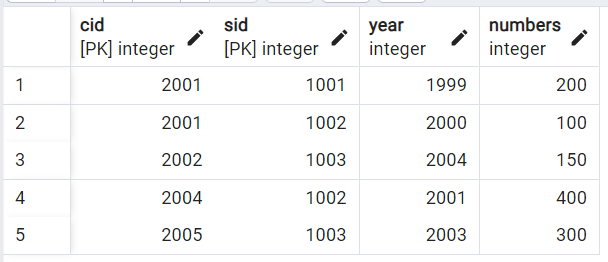 cid sid year numbers
[PK] integer [PK] integer integer integer
1 2001 1001 1999 200
2 2001 1002 2000 100
3 2002 1003 2004 150
4 2004 1002 2001 400
5 2005 1003 2003 300